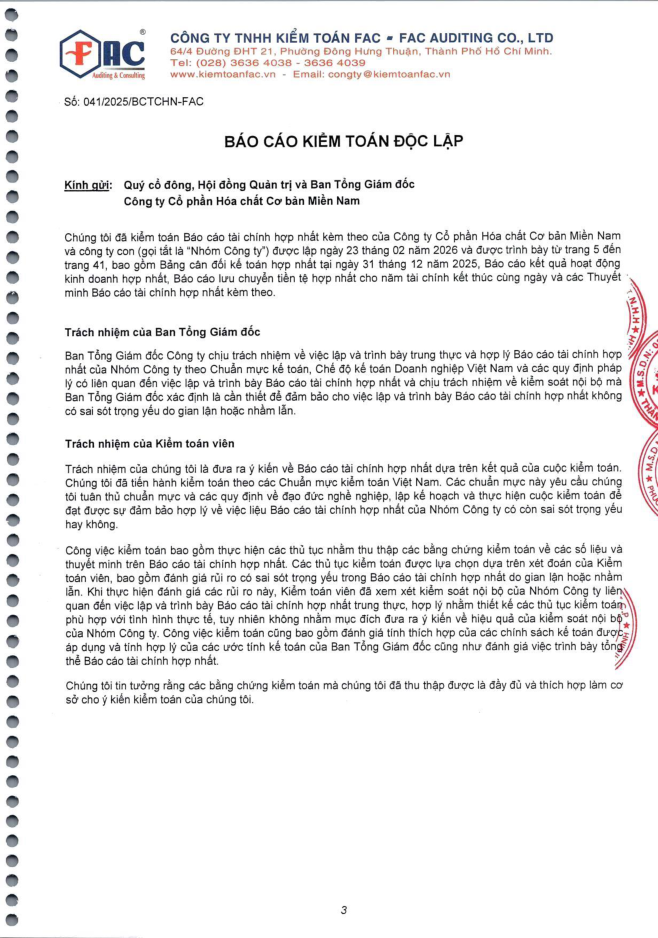 FAC ®
Auditing & Consulting
CÔNG TY TNHH KIỂM TOÁN FAC - FAC AUDITING CO., LTD
64/4 Đường ĐHT 21, Phường Đông Hưng Thuận, Thành Phố Hồ Chí Minh.
Tel: (028) 3636 4038 - 3636 4039
www.kiemtoanfac.vn - Email: congty@kiemtoanfac.vn
Số: 041/2025/BCTCHN-FAC
BÁO CÁO KIỂM TOÁN ĐỘC LẬP
Kính gửi: Quý cổ đông, Hội đồng Quản trị và Ban Tổng Giám đốc
Công ty Cổ phần Hóa chất Cơ bản Miền Nam
Chúng tôi đã kiểm toán Báo cáo tài chính hợp nhất kèm theo của Công ty Cổ phần Hóa chất Cơ bản Miền Nam
và công ty con (gọi tắt là "Nhóm Công ty") được lập ngày 23 tháng 02 năm 2026 và được trình bày từ trang 5 đến
trang 41, bao gồm Bảng cân đối kế toán hợp nhất tại ngày 31 tháng 12 năm 2025, Báo cáo kết quả hoạt động
kinh doanh hợp nhất, Báo cáo lưu chuyển tiền tệ hợp nhất cho năm tài chính kết thúc cùng ngày và các Thuyết
minh Báo cáo tài chính hợp nhất kèm theo.
Trách nhiệm của Ban Tổng Giám đốc
Ban Tổng Giám đốc Công ty chịu trách nhiệm về việc lập và trình bày trung thực và hợp lý Báo cáo tài chính hợp
nhất của Nhóm Công ty theo Chuẩn mực kế toán, Chế độ kế toán Doanh nghiệp Việt Nam và các quy định pháp
lý có liên quan đến việc lập và trình bày Báo cáo tài chính hợp nhất và chịu trách nhiệm về kiểm soát nội bộ mà
Ban Tổng Giám đốc xác định là cần thiết để đảm bảo cho việc lập và trình bày Báo cáo tài chính hợp nhất không
có sai sót trọng yếu do gian lận hoặc nhầm lẫn.
Trách nhiệm của Kiểm toán viên
Trách nhiệm của chúng tôi là đưa ra ý kiến về Báo cáo tài chính hợp nhất dựa trên kết quả của cuộc kiểm toán.
Chúng tôi đã tiến hành kiểm toán theo các Chuẩn mực kiểm toán Việt Nam. Các chuẩn mực này yêu cầu chúng
tôi tuân thủ chuẩn mực và các quy định về đạo đức nghề nghiệp, lập kế hoạch và thực hiện cuộc kiểm toán để
đạt được sự đảm bảo hợp lý về việc liệu Báo cáo tài chính hợp nhất của Nhóm Công ty có còn sai sót trọng yếu
hay không.
Công việc kiểm toán bao gồm thực hiện các thủ tục nhằm thu thập các bằng chứng kiểm toán về các số liệu và
thuyết minh trên Báo cáo tài chính hợp nhất. Các thủ tục kiểm toán được lựa chọn dựa trên xét đoán của Kiểm
toán viên, bao gồm đánh giá rủi ro có sai sót trọng yếu trong Báo cáo tài chính hợp nhất do gian lận hoặc nhầm
lẫn. Khi thực hiện đánh giá các rủi ro này, Kiểm toán viên đã xem xét kiểm soát nội bộ của Nhóm Công ty liên
quan đến việc lập và trình bày Báo cáo tài chính hợp nhất trung thực, hợp lý nhằm thiết kế các thủ tục kiểm toán
phù hợp với tình hình thực tế, tuy nhiên không nhằm mục đích đưa ra ý kiến về hiệu quả của kiểm soát nội bộ
của Nhóm Công ty. Công việc kiểm toán cũng bao gồm đánh giá tính thích hợp của các chính sách kế toán được
áp dụng và tính hợp lý của các ước tính kế toán của Ban Tổng Giám đốc cũng như đánh giá việc trình bày tổng
thể Báo cáo tài chính hợp nhất.
Chúng tôi tin tưởng rằng các bằng chứng kiểm toán mà chúng tôi đã thu thập được là đầy đủ và thích hợp làm cơ
sở cho ý kiến kiểm toán của chúng tôi.
3